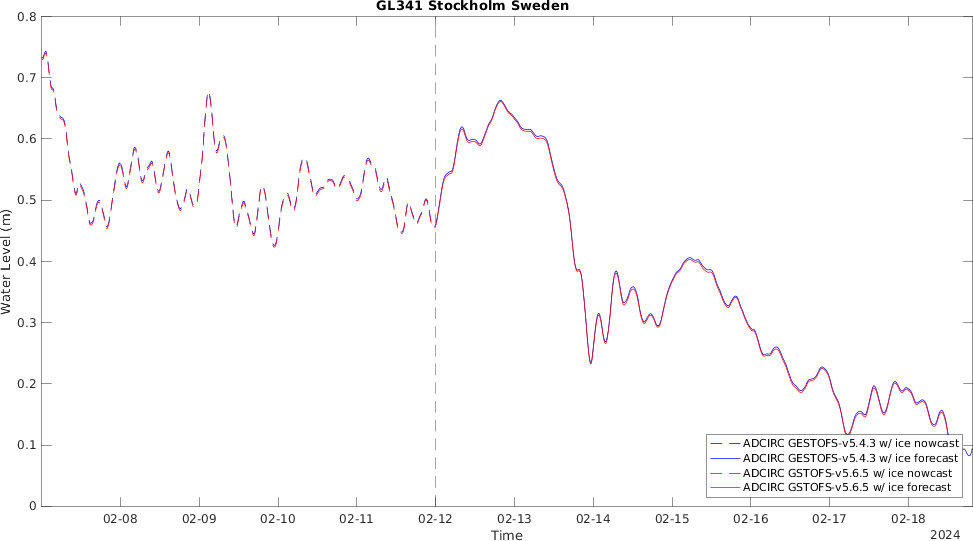 GL341 Stockholm Sweden
0.8
0.7
0.6
0.5
0.4
0.3
0.2
0.1
0
Water Level (m)
ADCIRC GESTOFS-v5.4.3 w/ ice nowcast
ADCIRC GESTOFS-v5.4.3 w/ ice forecast
ADCIRC GSTOFS-v5.6.5 w/ ice nowcast
ADCIRC GSTOFS-v5.6.5 w/ ice forecast
02-08 02-09 02-10 02-11 02-12 02-13 02-14 02-15 02-16 02-17 02-18
Time
2024